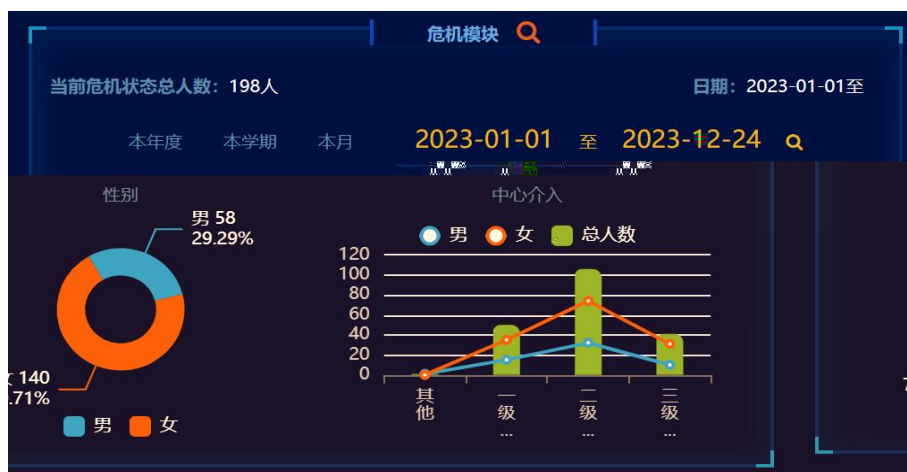 危机模块
当前危机状态总人数：198人
日期：2023-01-01至
本年度 本学期 本月 2023-01-01 至 2023-12-24
性别
男 58
29.29%
140
.71%
男 女
中心介入
男 女 总人数
120
100
80
60
40
20
0
其他
一级...
二级...
三级...